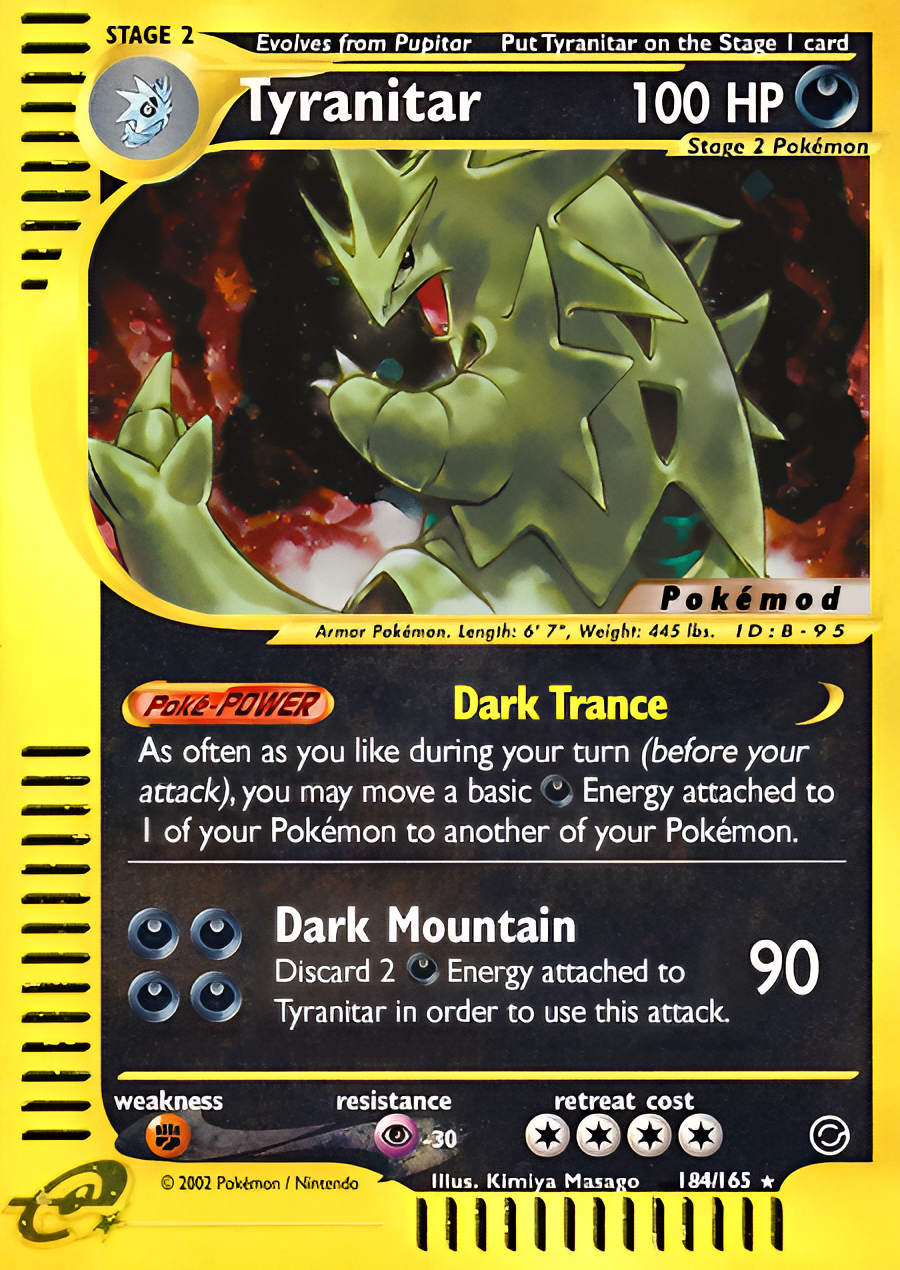 STAGE 2
Evolves from Pupitar Put Tyranitar on the Stage 1 card
Tyranitar 100 HP
Stage 2 Pokémon
Pokémod
Armor Pokémon. Length: 6' 7", Weight: 445 lbs. ID:B-95
Poké-POWER Dark Trance
As often as you like during your turn (before your
attack), you may move a basic Energy attached to
1 of your Pokémon to another of your Pokémon.
Dark Mountain
Discard 2 Energy attached to
Tyranitar in order to use this attack.
90
weakness resistance retreat cost
-30
© 2002 Pokémon / Nintendo Illus. Kimiya Masago 184/165 ★
e